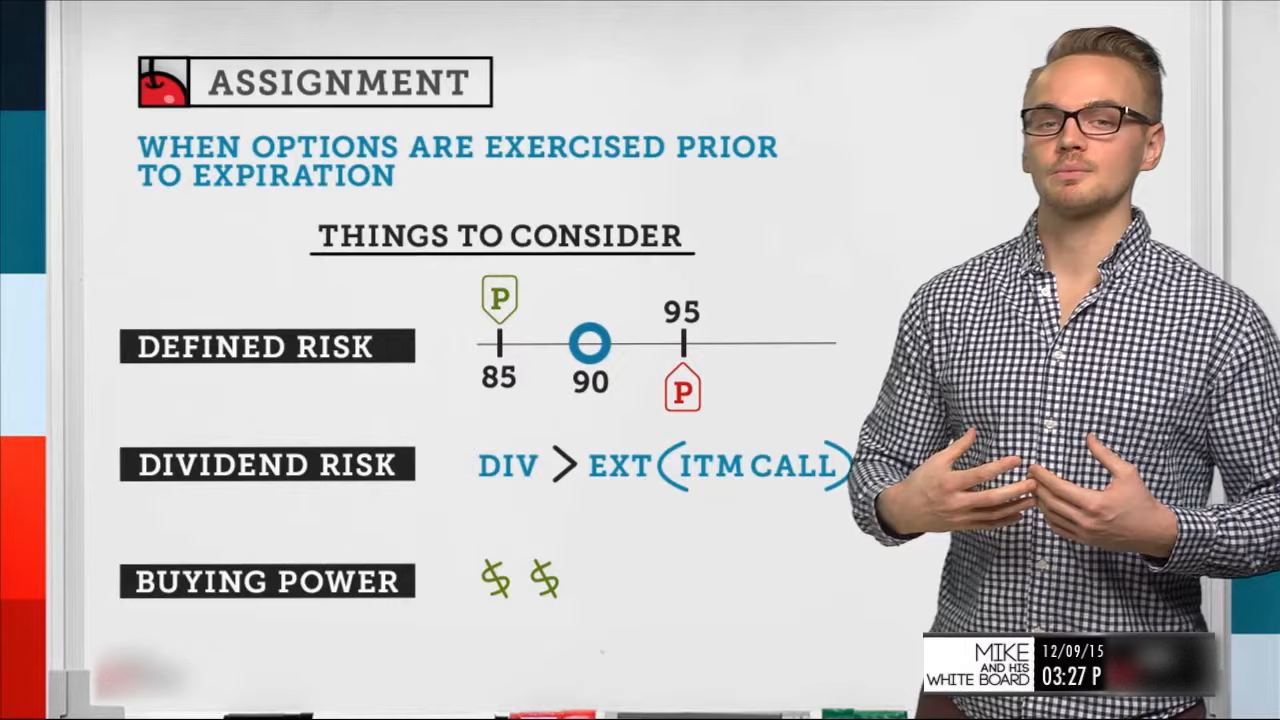 ASSIGNMENT
WHEN OPTIONS ARE EXERCISED PRIOR
TO EXPIRATION
THINGS TO CONSIDER
P
95
DEFINED RISK
85
90
P
DIVIDEND RISK
DIV > EXT (ITM CALL)
BUYING POWER
$ $
MIKE
AND HIS
WHITE BOARD
12/09/15
03:27 P